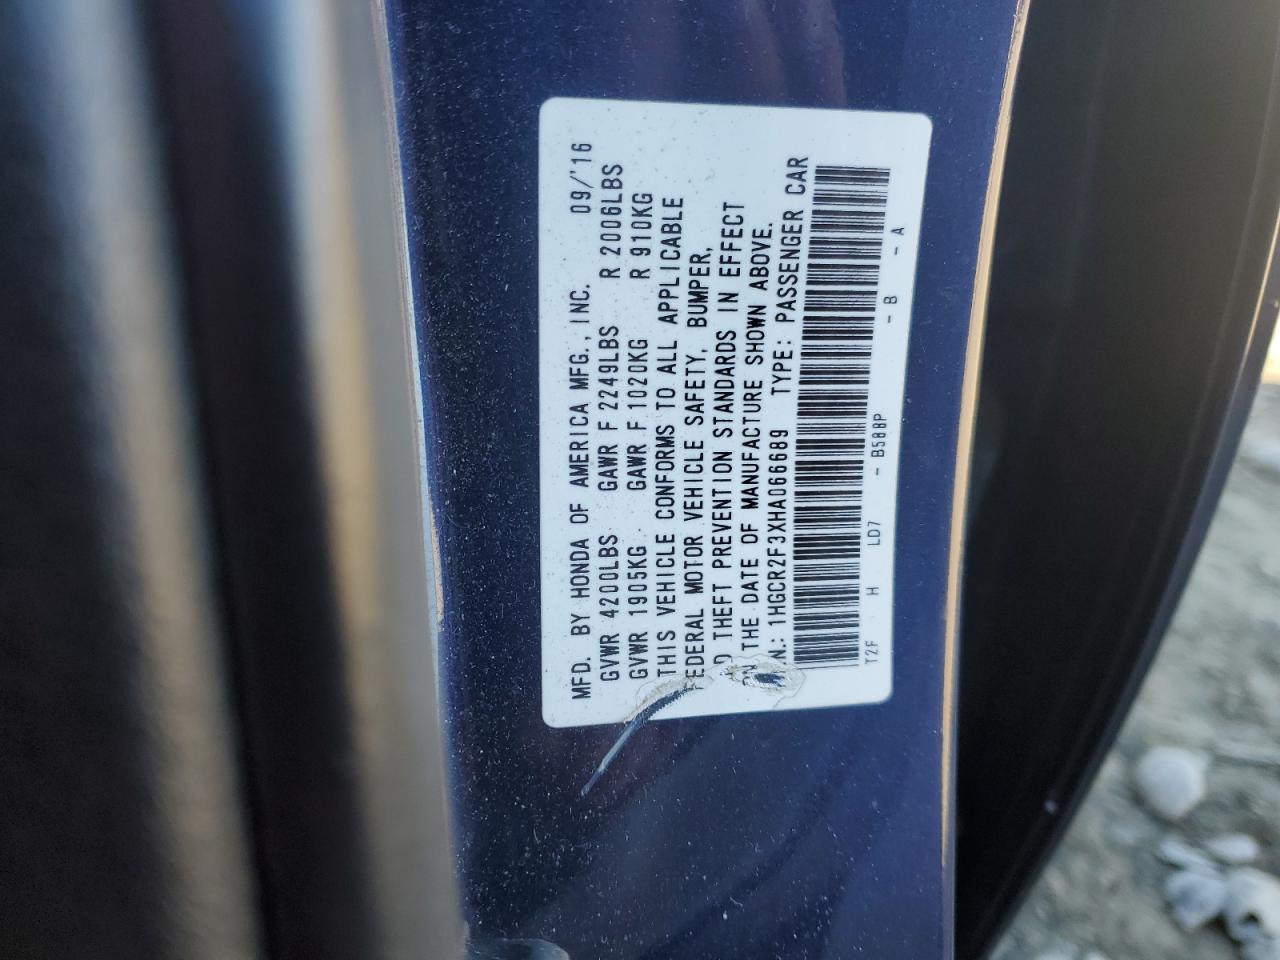 MFD. BY HONDA OF AMERICA MFG., INC. 09/'16
GVWR 4200LBS GAWR F 2249LBS R 2006LBS
GVWR 1905KG GAWR F 1020KG R 910KG
THIS VEHICLE CONFORMS TO ALL APPLICABLE
FEDERAL MOTOR VEHICLE SAFETY, BUMPER,
THEFT PREVENTION STANDARDS IN EFFECT
THE DATE OF MANUFACTURE SHOWN ABOVE.
N.: 1HGCR2F3XHA066689 TYPE: PASSENGER CAR
T2F H LD7 - B588P - B - A